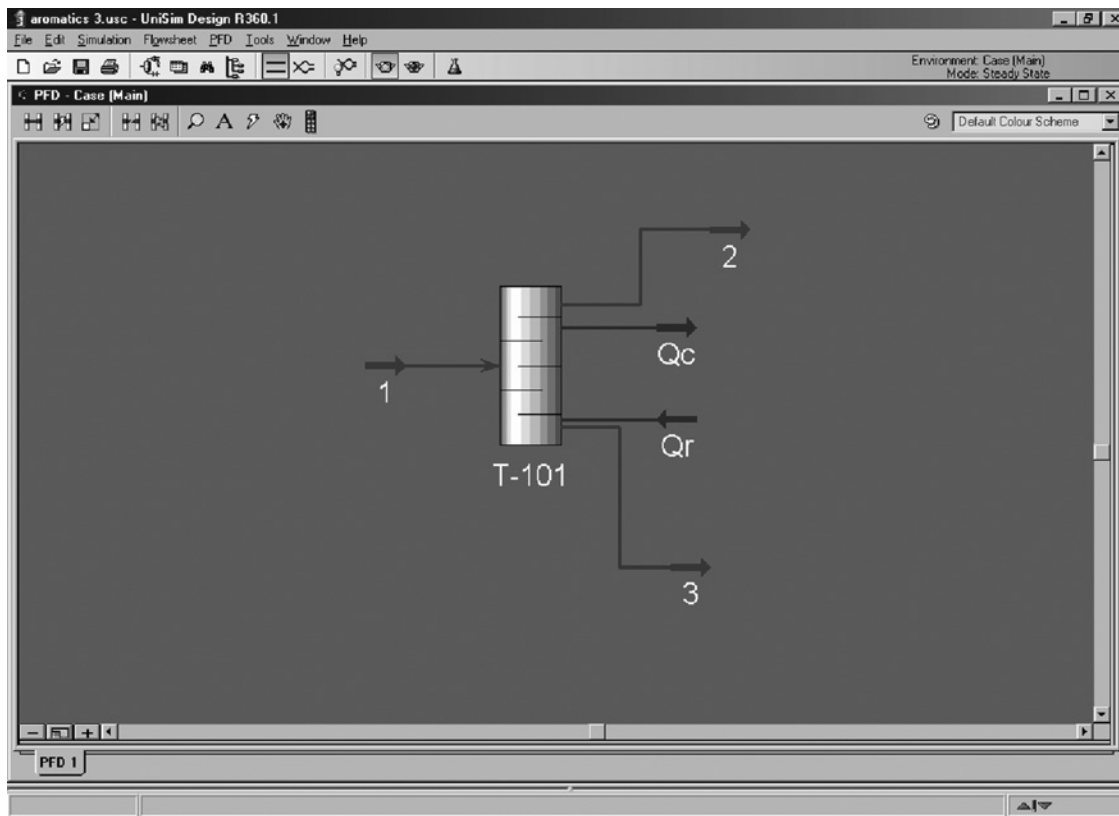 aromatics 3.usc - UniSim Design R360.1
File Edit Simulation Flowsheet PFD Tools Window Help
Environment: Case (Main)
Mode: Steady State
PFD - Case (Main)
A
Default Colour Scheme
2
Qc
1
Qr
T-101
3
PFD 1